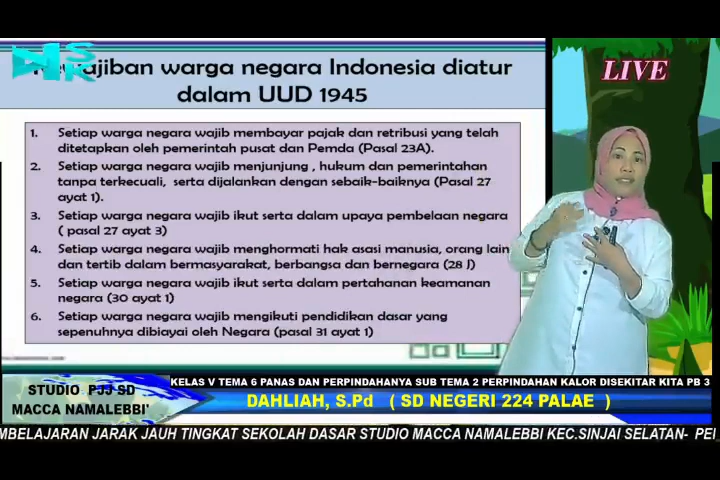 LIVE
Kewajiban warga negara Indonesia diatur
dalam UUD 1945
1. Setiap warga negara wajib membayar pajak dan retribusi yang telah
ditetapkan oleh pemerintah pusat dan Pemda (Pasal 23A).
2. Setiap warga negara wajib menjunjung , hukum dan pemerintahan
tanpa terkecuali, serta dijalankan dengan sebaik-baiknya (Pasal 27
ayat 1).
3. Setiap warga negara wajib ikut serta dalam upaya pembelaan negara
( pasal 27 ayat 3)
4. Setiap warga negara wajib menghormati hak asasi manusia, orang lain
dan tertib dalam bermasyarakat, berbangsa dan bernegara (28 J)
5. Setiap warga negara wajib ikut serta dalam pertahanan keamanan
negara (30 ayat 1)
6. Setiap warga negara wajib mengikuti pendidikan dasar yang
sepenuhnya dibiayai oleh Negara (pasal 31 ayat 1)
KELAS V TEMA 6 PANAS DAN PERPINDAHANYA SUB TEMA 2 PERPINDAHAN KALOR DISEKITAR KITA PB 3
STUDIO PJJ SD
MACCA NAMALEBBI'
DAHLIAH, S.Pd ( SD NEGERI 224 PALAE )
MBELAJARAN JARAK JAUH TINGKAT SEKOLAH DASAR STUDIO MACCA NAMALEBBI KEC.SINJAI SELATAN- PE